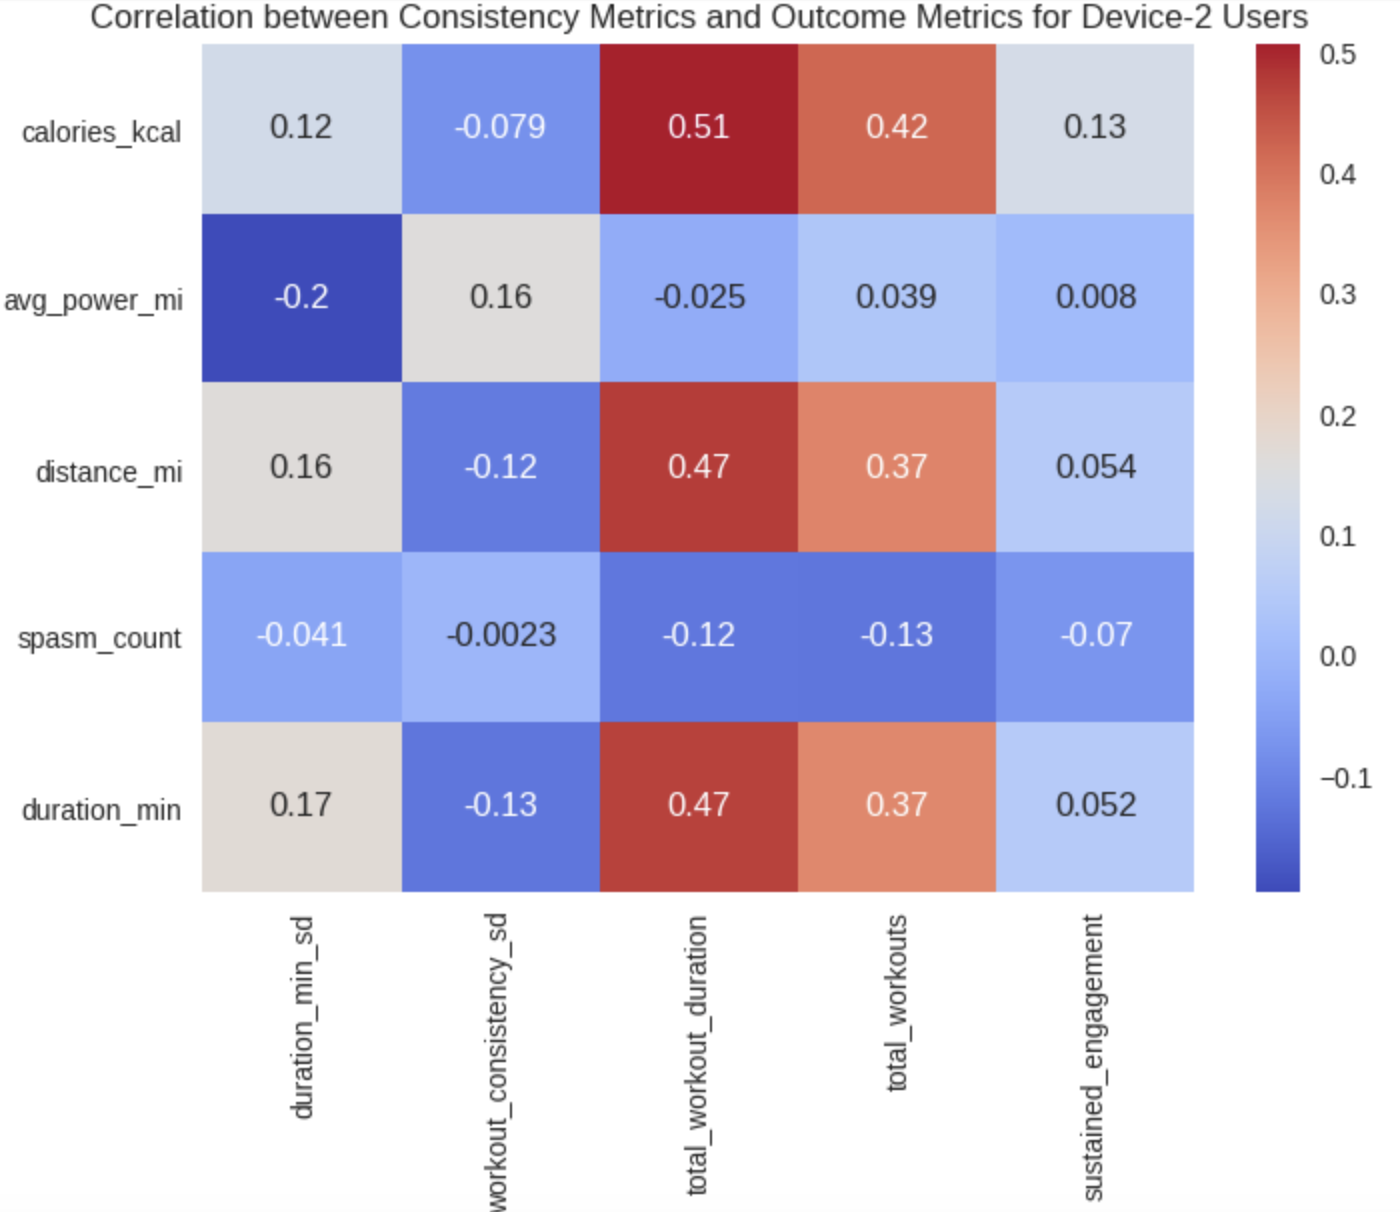 Correlation between Consistency Metrics and Outcome Metrics for Device-2 Users
calories_kcal 0.12 -0.079 0.51 0.42 0.13
avg_power_mi -0.2 0.16 -0.025 0.039 0.008
distance_mi 0.16 -0.12 0.47 0.37 0.054
spasm_count -0.041 -0.0023 -0.12 -0.13 -0.07
duration_min 0.17 -0.13 0.47 0.37 0.052
duration_min_sd
workout_consistency_sd
total_workout_duration
total_workouts
sustained_engagement
0.5
0.4
0.3
0.2
0.1
0.0
−0.1